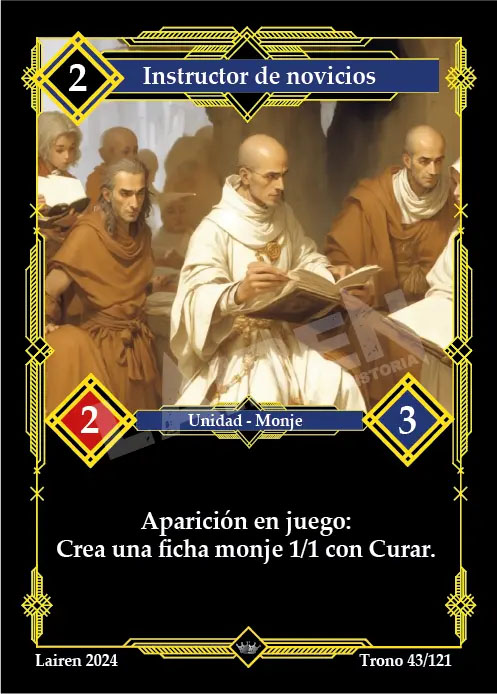 2
Instructor de novicios
2
Unidad - Monje
3
Aparición en juego:
Crea una ficha monje 1/1 con Curar.
Lairen 2024
Trono 43/121